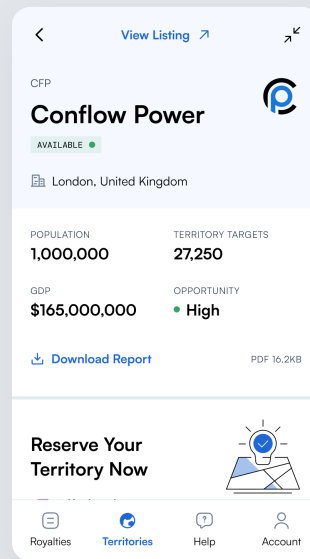 View Listing
CFP
Conflow Power
AVAILABLE
London, United Kingdom
POPULATION
1,000,000
TERRITORY TARGETS
27,250
GDP
$165,000,000
OPPORTUNITY
High
Download Report
PDF 16.2KB
Reserve Your
Territory Now
Royalties
Territories
Help
Account